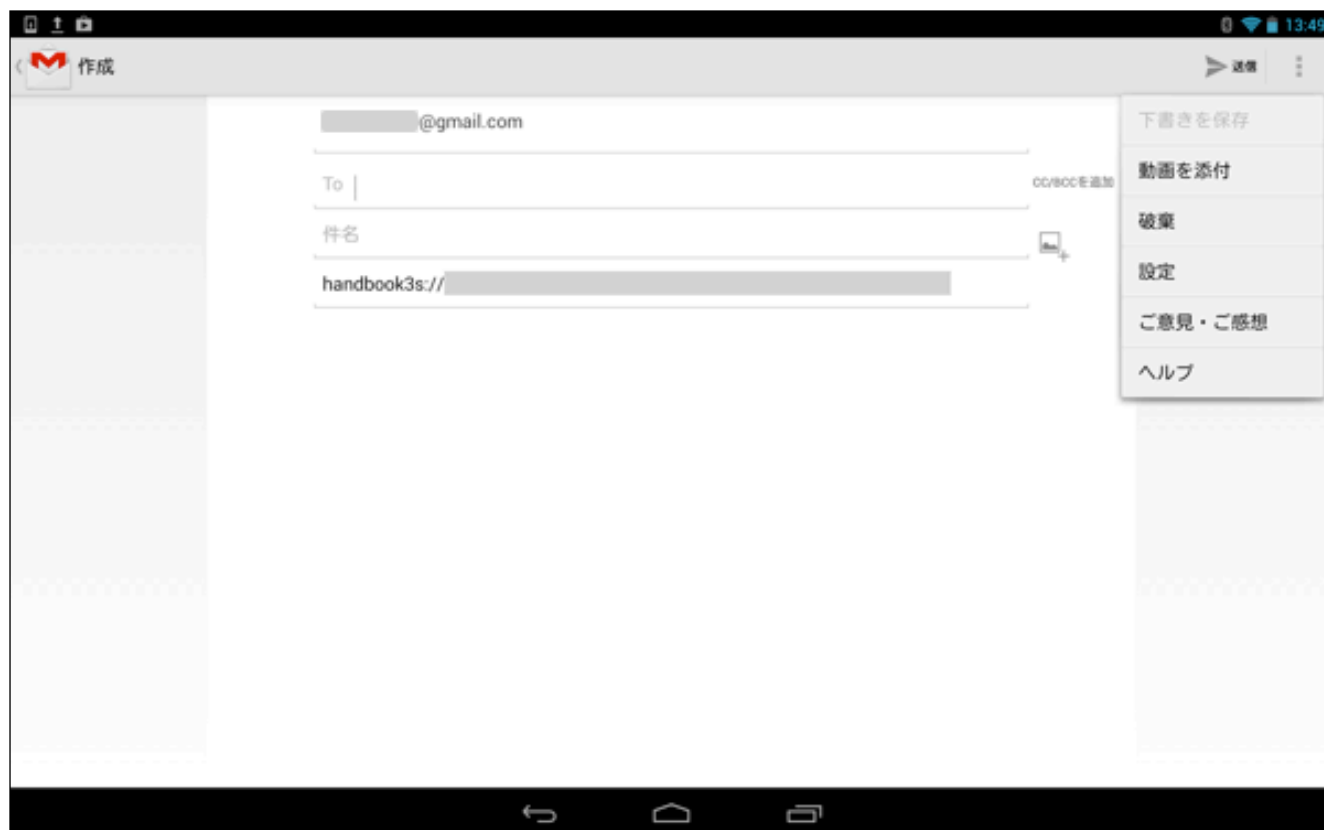 13:49
作成
送信
@gmail.com
To
CC/BCCを追加
件名
handbook3s://
下書きを保存
動画を添付
破棄
設定
ご意見・ご感想
ヘルプ